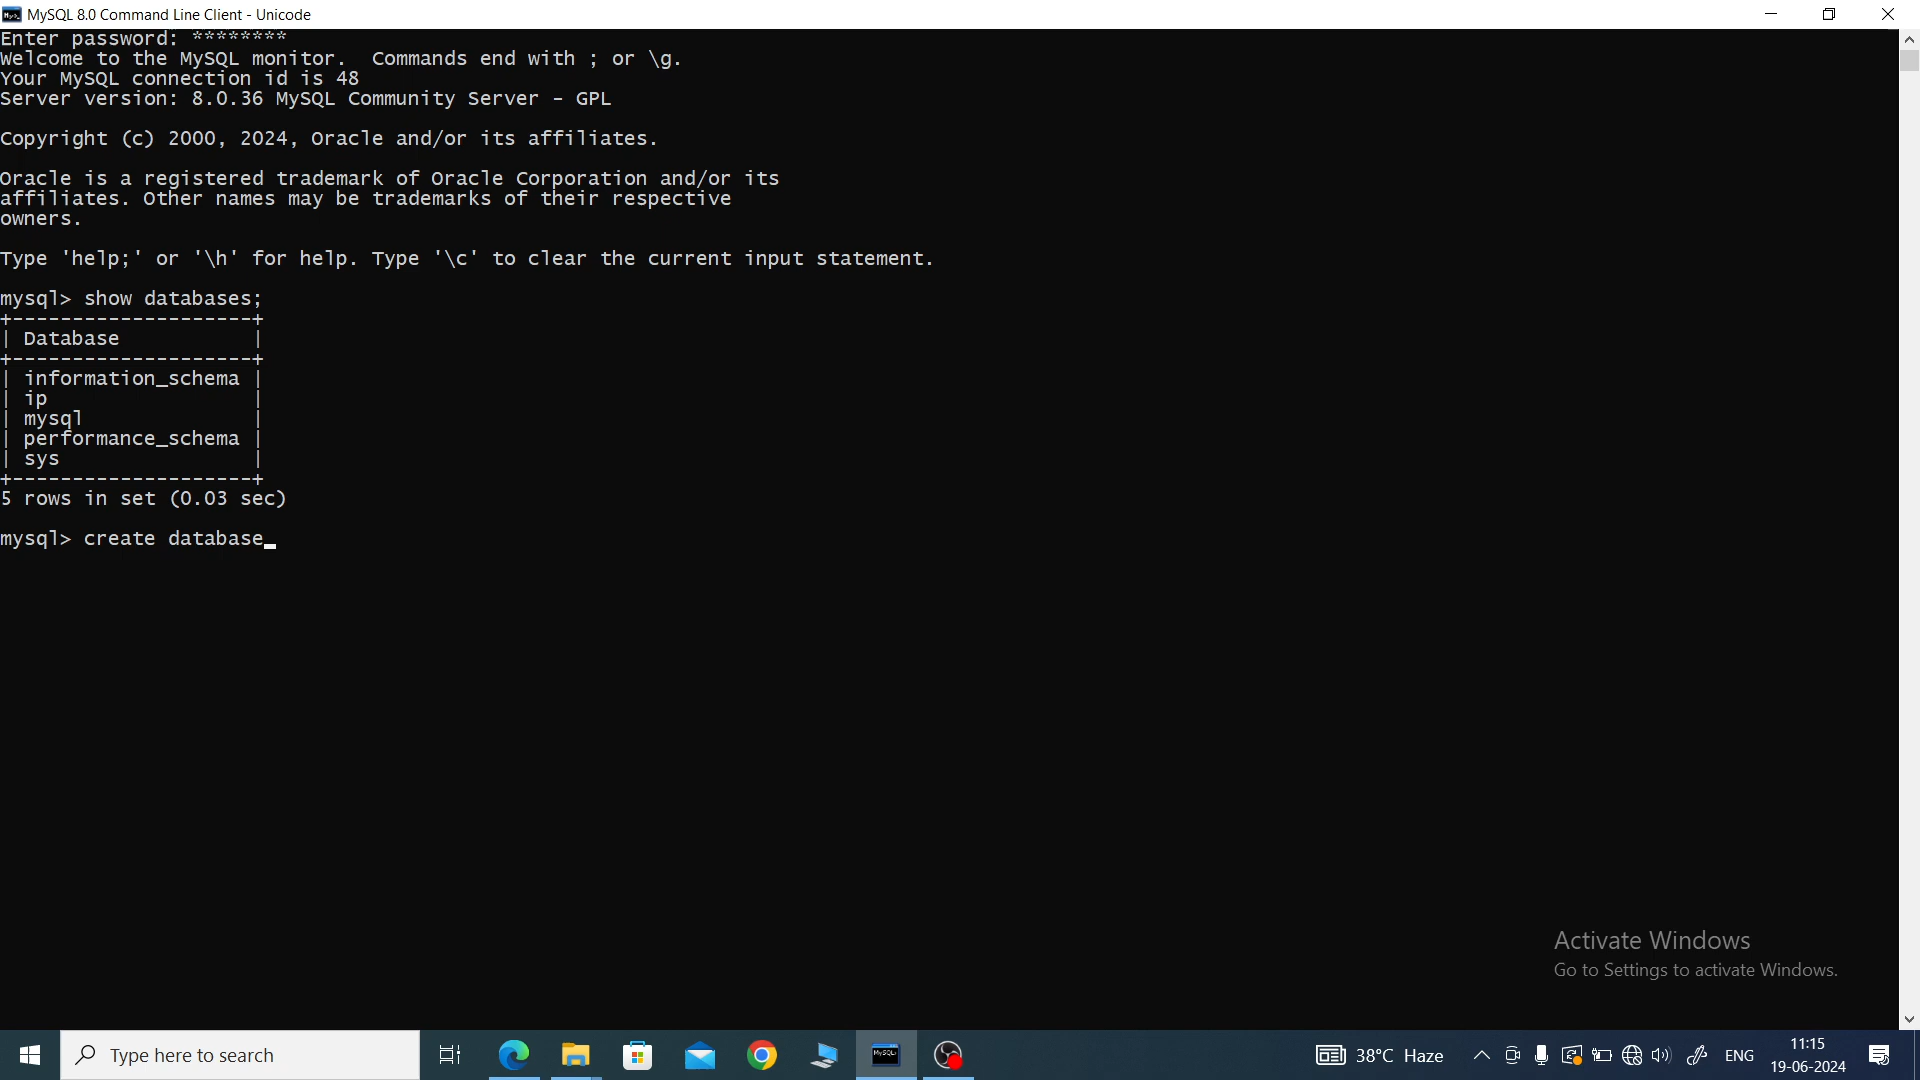 MySQL 8.0 Command Line Client - Unicode
Enter password: ********
Welcome to the MySQL monitor.  Commands end with ; or \g.
Your MySQL connection id is 48
Server version: 8.0.36 MySQL Community Server - GPL
Copyright (c) 2000, 2024, Oracle and/or its affiliates.
Oracle is a registered trademark of Oracle Corporation and/or its
affiliates. Other names may be trademarks of their respective
owners.
Type 'help;' or '\h' for help. Type '\c' to clear the current input statement.
mysql> show databases;
+--------------------+
| Database           |
+--------------------+
| information_schema |
| ip                 |
| mysql              |
| performance_schema |
| sys                |
+--------------------+
5 rows in set (0.03 sec)
mysql> create database_
Activate Windows
Go to Settings to activate Windows.
Type here to search
MySQL
38°C Haze
ENG
11:15
19-06-2024